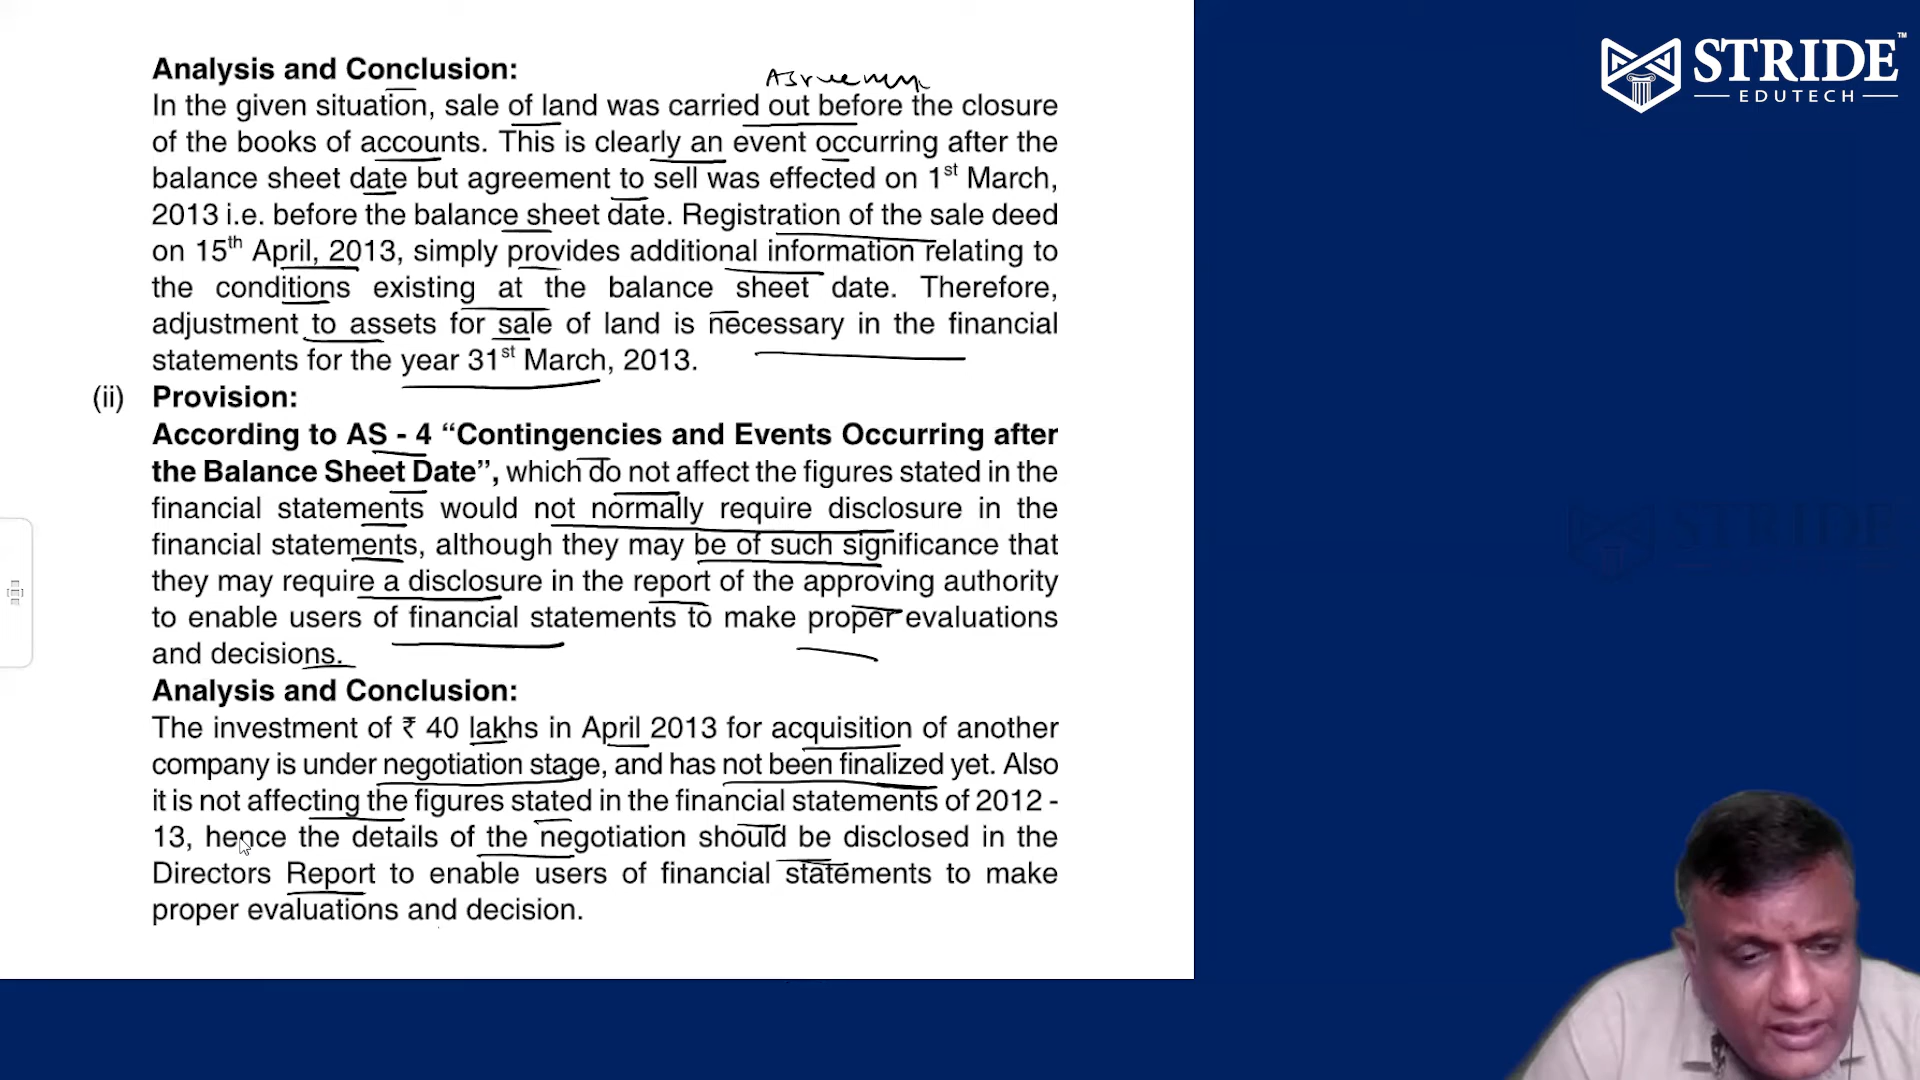 Analysis and Conclusion:
In the given situation, sale of land was carried out before the closure
of the books of accounts. This is clearly an event occurring after the
balance sheet date but agreement to sell was effected on 1st March,
2013 i.e. before the balance sheet date. Registration of the sale deed
on 15th April, 2013, simply provides additional information relating to
the conditions existing at the balance sheet date. Therefore,
adjustment to assets for sale of land is necessary in the financial
statements for the year 31st March, 2013.
(ii) Provision:
According to AS - 4 “Contingencies and Events Occurring after
the Balance Sheet Date”, which do not affect the figures stated in the
financial statements would not normally require disclosure in the
financial statements, although they may be of such significance that
they may require a disclosure in the report of the approving authority
to enable users of financial statements to make proper evaluations
and decisions.
Analysis and Conclusion:
The investment of ₹ 40 lakhs in April 2013 for acquisition of another
company is under negotiation stage, and has not been finalized yet. Also
it is not affecting the figures stated in the financial statements of 2012 -
13, hence the details of the negotiation should be disclosed in the
Directors Report to enable users of financial statements to make
proper evaluations and decision.
STRIDE™
EDUTECH
STRIDE